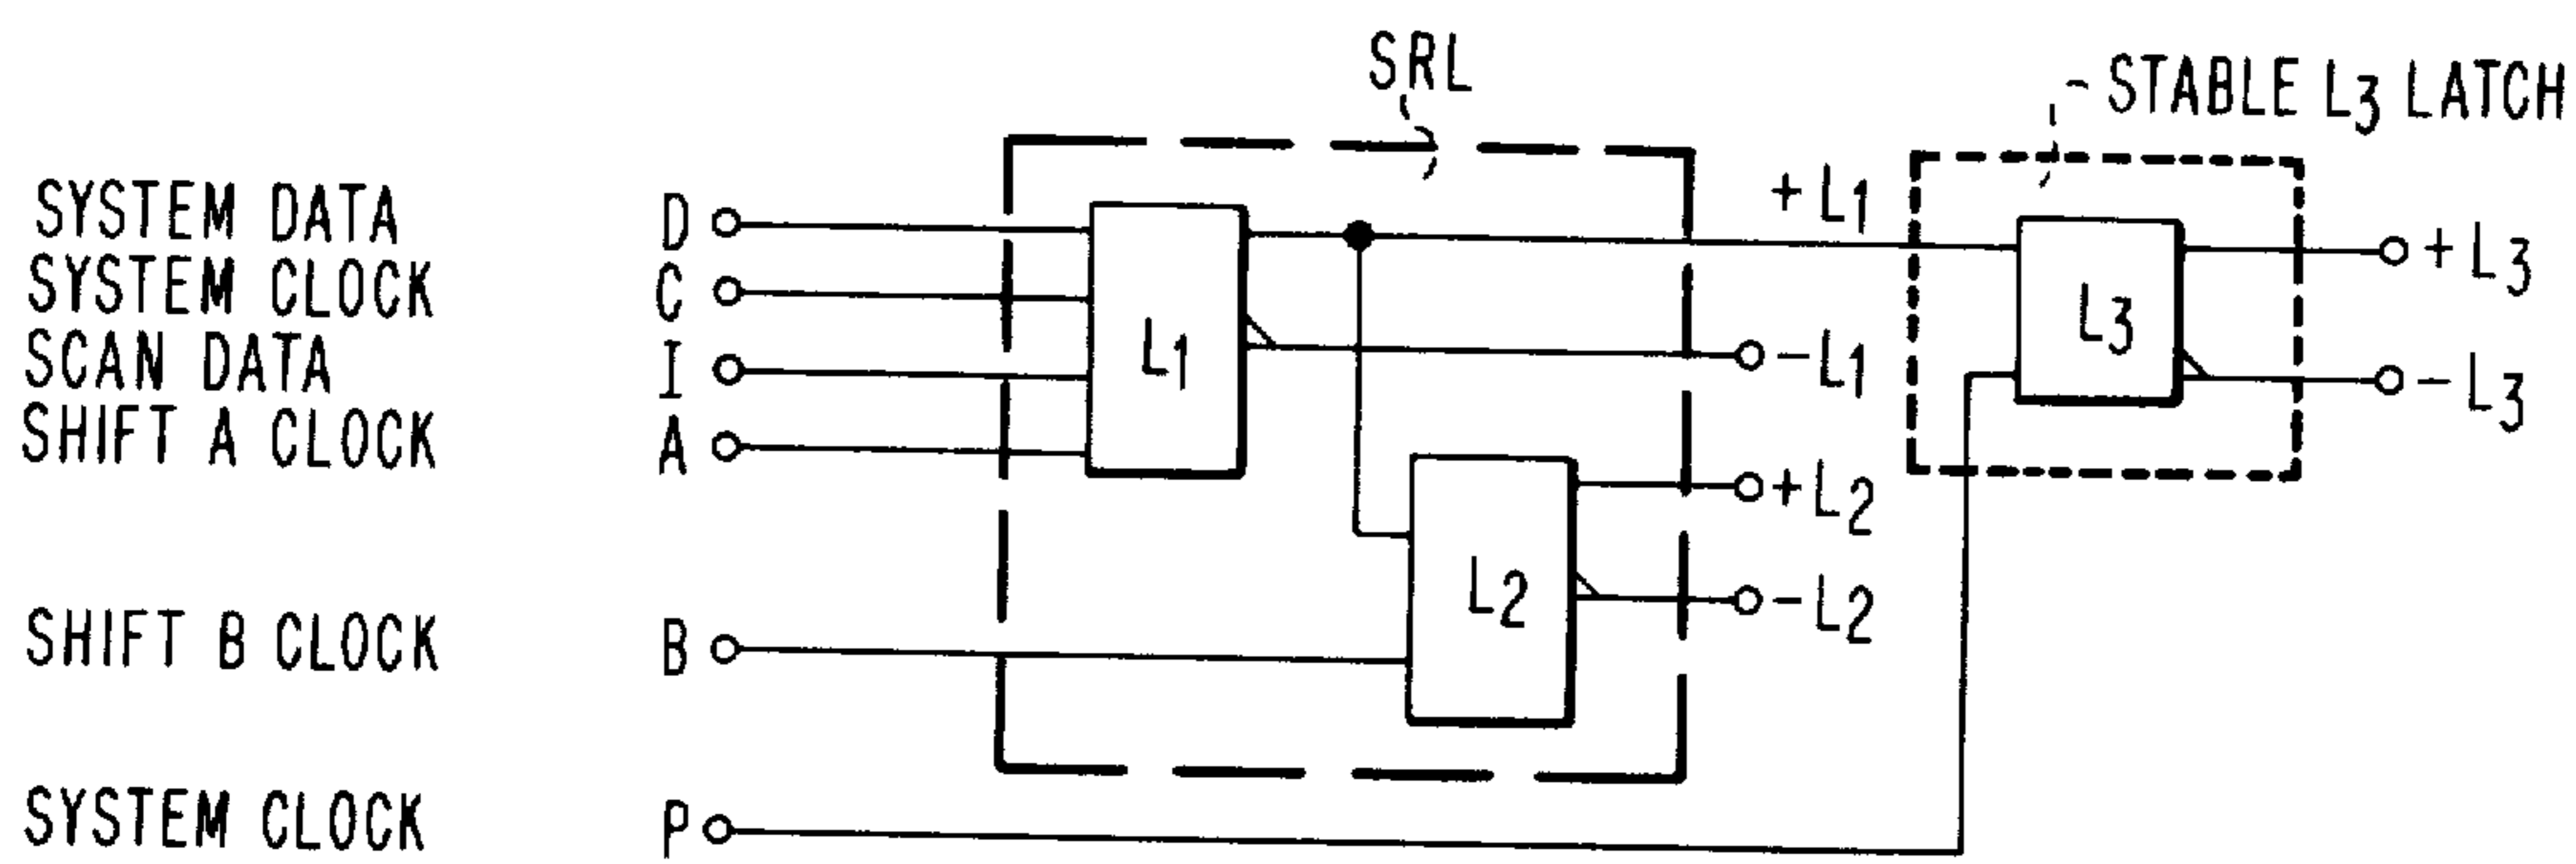 SRL
- STABLE L3 LATCH
SYSTEM DATA D
SYSTEM CLOCK C
SCAN DATA I
SHIFT A CLOCK A
SHIFT B CLOCK B
SYSTEM CLOCK P
L1
+ L1
- L1
L2
+ L2
- L2
L3
+ L3
- L3